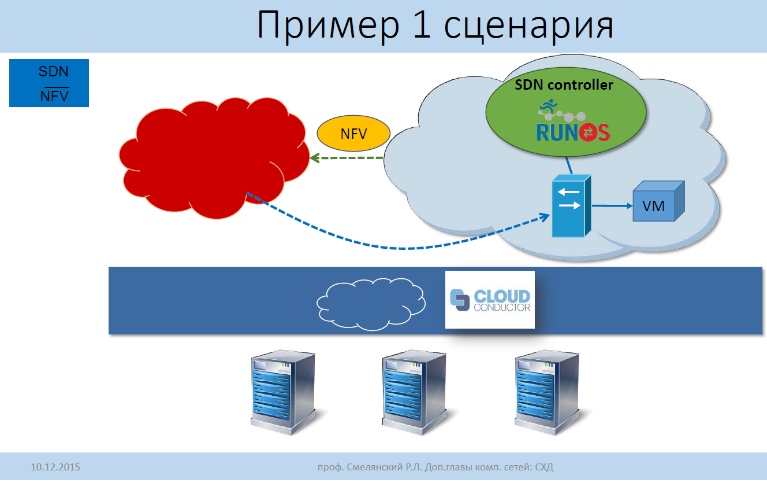 Пример 1 сценария
SDN
NFV
SDN controller
RUNOS
NFV
VM
CLOUD
CONDUCTOR
10.12.2015
проф. Смелянский Р.Л. Доп.главы комп. сетей: СХД